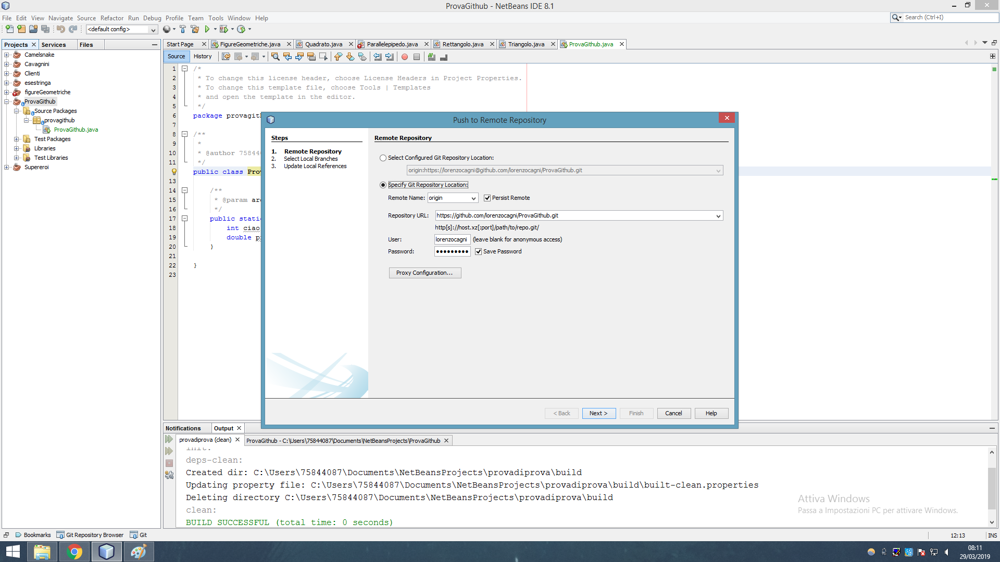 ProvaGithub - NetBeans IDE 8.1
File Edit View Navigate Source Refactor Run Debug Profile Team Tools Window Help
Search (Ctrl+I)
<default config>
Projects Services Files
Start Page FigureGeometriche.java Quadrato.java Parallelepipedo.java Rettangolo.java Triangolo.java ProvaGithub.java
Source History
Camelsnake
Cavagnini
Clienti
esestringa
figureGeometriche
ProvaGithub
Source Packages
provagithub
ProvaGithub.java
Test Packages
Libraries
Test Libraries
Supereroi
1 /*
2 * To change this license header, choose License Headers in Project Properties.
3 * To change this template file, choose Tools | Templates
4 * and open the template in the editor.
5 */
6 package provagit
7
8 /**
9 *
10 * @author 75844
11 */
public class Prov
13
14 /**
15 * @param ar
16 */
17 public stati
18 int ciao
19 double p
20 }
21
22 }
23
Push to Remote Repository
Steps
1. Remote Repository
2. Select Local Branches
3. Update Local References
Remote Repository
Select Configured Git Repository Location:
origin:https://lorenzocagni@github.com/lorenzocagni/ProvaGithub.git
Specify Git Repository Location:
Remote Name: origin Persist Remote
Repository URL: https://github.com/lorenzocagni/ProvaGithub.git
http[s]://host.xz[:port]/path/to/repo.git/
User: lorenzocagni (leave blank for anonymous access)
Password: ●●●●●●●●● Save Password
Proxy Configuration...
< Back Next > Finish Cancel Help
Notifications Output
provadiprova (clean) ProvaGithub - C:\Users\75844087\Documents\NetBeansProjects\ProvaGithub
init:
deps-clean:
Created dir: C:\Users\75844087\Documents\NetBeansProjects\provadiprova\build
Updating property file: C:\Users\75844087\Documents\NetBeansProjects\provadiprova\build\built-clean.properties
Deleting directory C:\Users\75844087\Documents\NetBeansProjects\provadiprova\build
clean:
BUILD SUCCESSFUL (total time: 0 seconds)
Attiva Windows
Passa a Impostazioni PC per attivare Windows.
Bookmarks Git Repository Browser Git
12:13 INS
08:11
29/03/2019